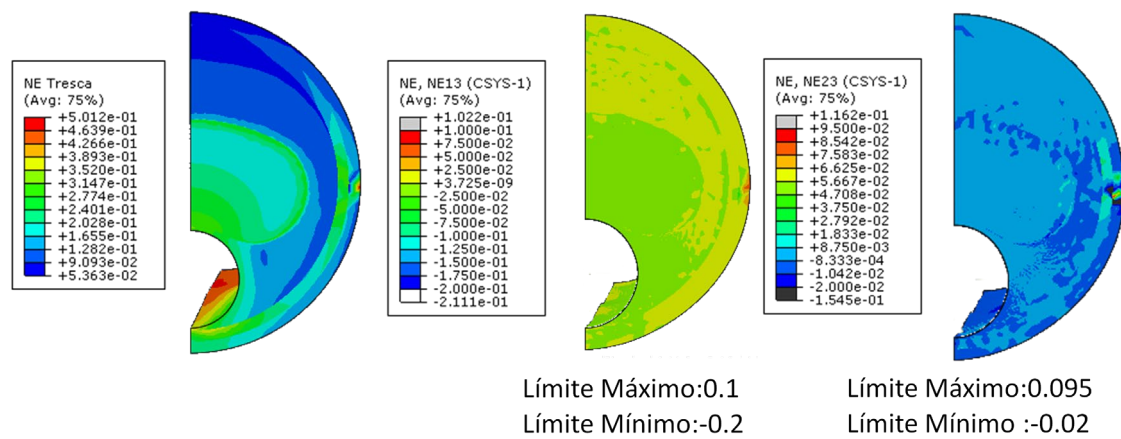 NE Tresca
(Avg: 75%)
+5.012e-01
+4.639e-01
+4.266e-01
+3.893e-01
+3.520e-01
+3.147e-01
+2.774e-01
+2.401e-01
+2.028e-01
+1.655e-01
+1.282e-01
+9.093e-02
+5.363e-02
NE, NE13 (CSYS-1)
(Avg: 75%)
+1.022e-01
+1.000e-01
+7.500e-02
+5.000e-02
+2.500e-02
+3.725e-09
-2.500e-02
-5.000e-02
-7.500e-02
-1.000e-01
-1.250e-01
-1.500e-01
-1.750e-01
-2.000e-01
-2.111e-01
NE, NE23 (CSYS-1)
(Avg: 75%)
+1.162e-01
+9.500e-02
+8.542e-02
+7.583e-02
+6.625e-02
+5.667e-02
+4.708e-02
+3.750e-02
+2.792e-02
+1.833e-02
+8.750e-03
-8.333e-04
-1.042e-02
-2.000e-02
-1.545e-01
Límite Máximo:0.1
Límite Mínimo:-0.2
Límite Máximo:0.095
Límite Mínimo :-0.02